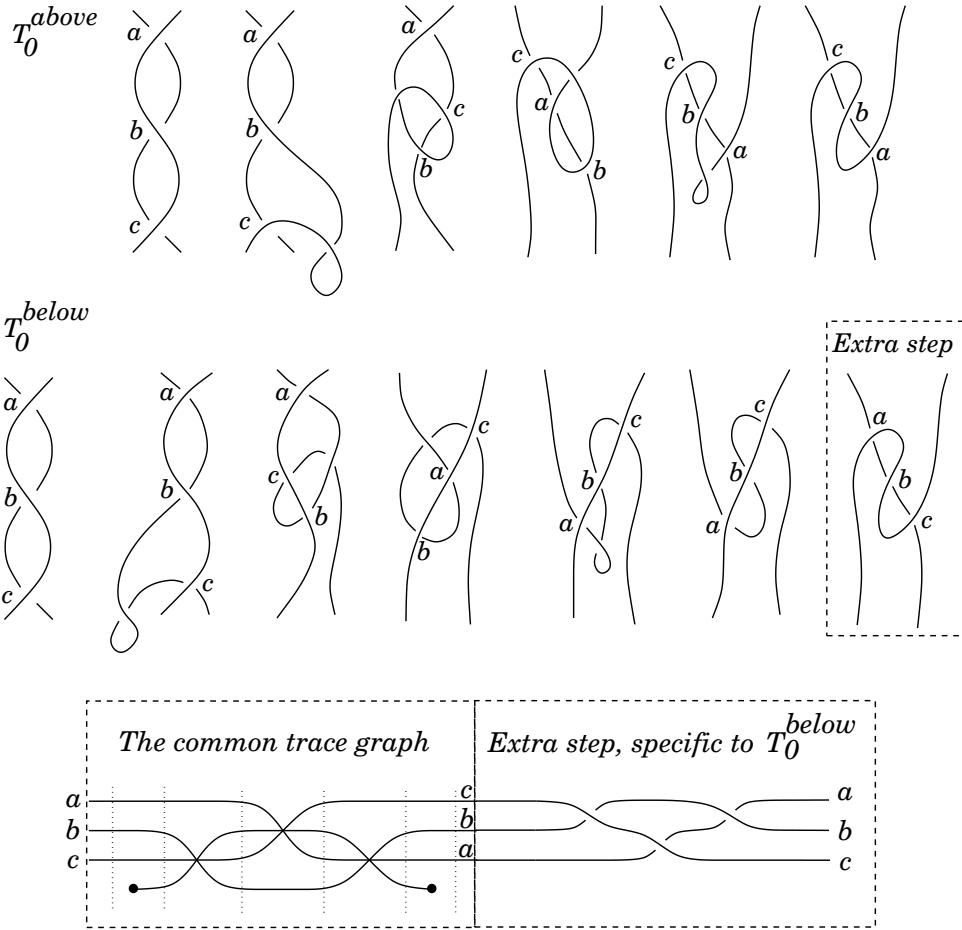 T_0^above
a a a c c c
b b c a b b
c c b b a a
T_0^below
Extra step
a a a c c c a
b b c a b b b
c c b b a a c
The common trace graph
Extra step, specific to T_0^below
a c a
b b b
c a c